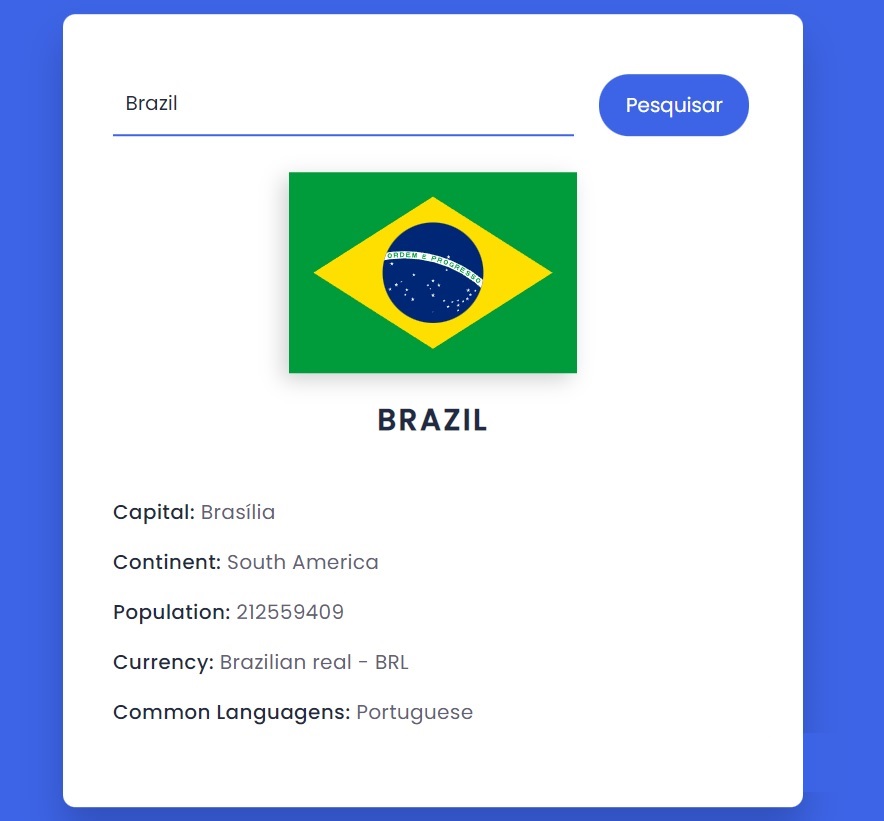 Brazil
Pesquisar
ORDEM E PROGRESSO
BRAZIL
Capital: Brasília
Continent: South America
Population: 212559409
Currency: Brazilian real - BRL
Common Languagens: Portuguese